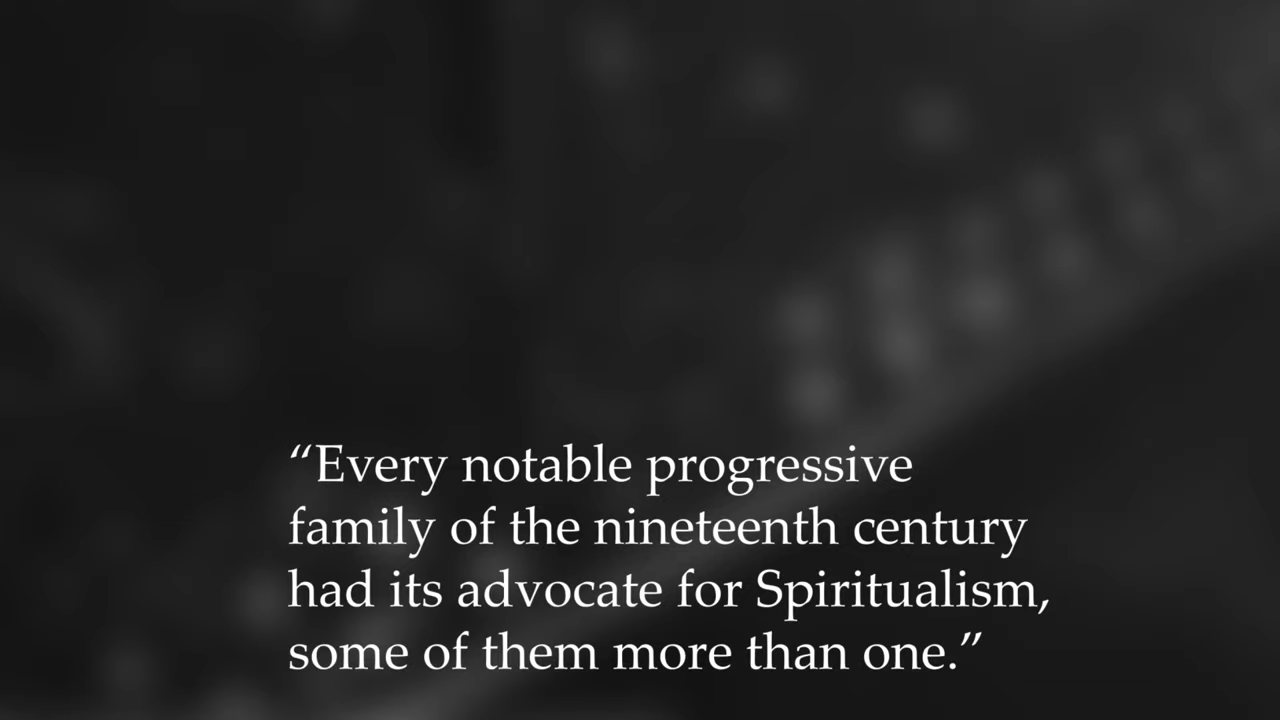 “Every notable progressive
family of the nineteenth century
had its advocate for Spiritualism,
some of them more than one.”